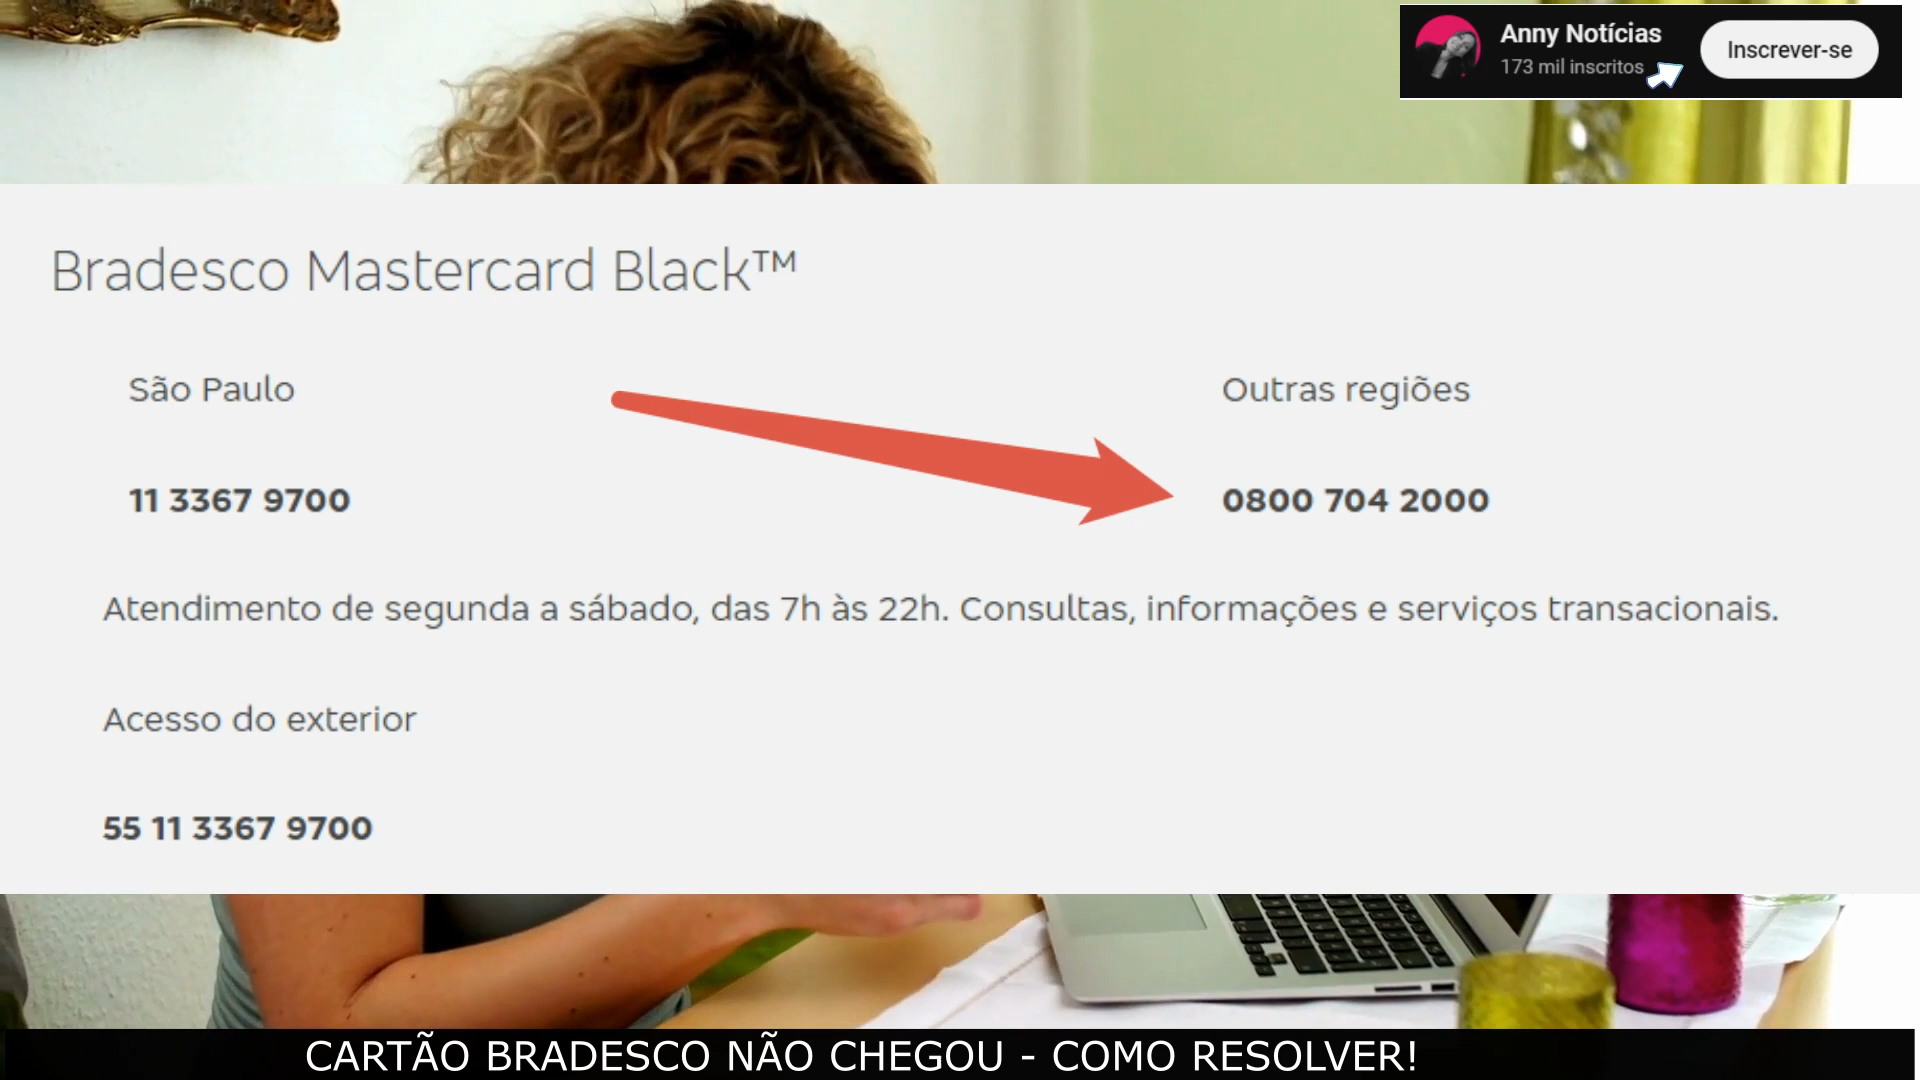 Anny Notícias
173 mil inscritos
Inscrever-se
Bradesco Mastercard Black™
São Paulo
Outras regiões
11 3367 9700
0800 704 2000
Atendimento de segunda a sábado, das 7h às 22h. Consultas, informações e serviços transacionais.
Acesso do exterior
55 11 3367 9700
CARTÃO BRADESCO NÃO CHEGOU - COMO RESOLVER!